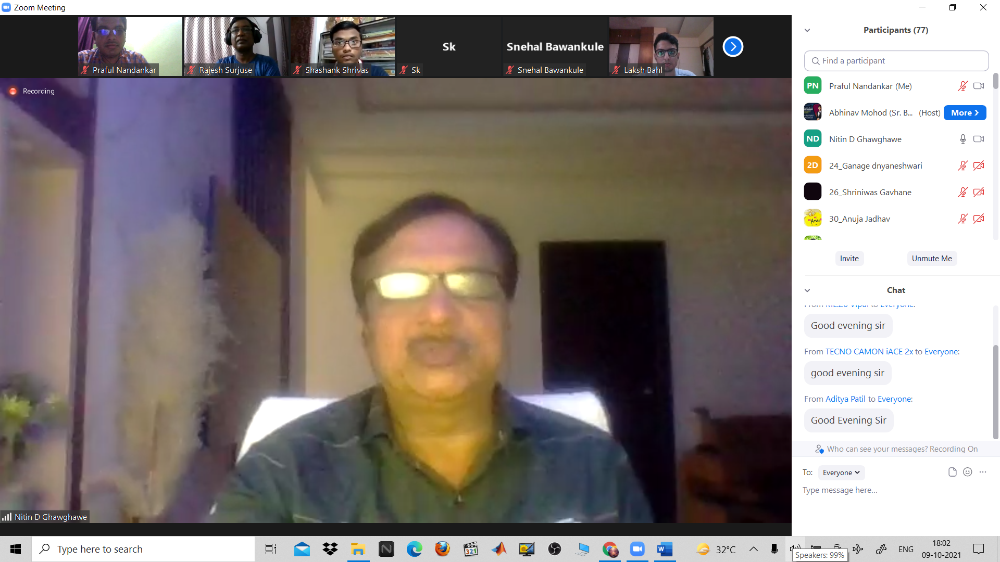 Zoom Meeting
Praful Nandankar
Rajesh Surjuse
Shashank Shrivas
Sk
Sk
Snehal Bawankule
Snehal Bawankule
Laksh Bahl
Recording
Nitin D Ghawghawe
Participants (77)
Find a participant
PN Praful Nandankar (Me)
Abhinav Mohod (Sr. B... (Host) More
ND Nitin D Ghawghawe
2D 24_Ganage dnyaneshwari
26_Shriniwas Gavhane
30_Anuja Jadhav
Invite Unmute Me
Chat
Good evening sir
From TECNO CAMON iACE 2x to Everyone:
good evening sir
From Aditya Patil to Everyone:
Good Evening Sir
Who can see your messages? Recording On
To: Everyone
Type message here...
Type here to search
321
32°C
ENG
18:02
09-10-2021
Speakers: 99%